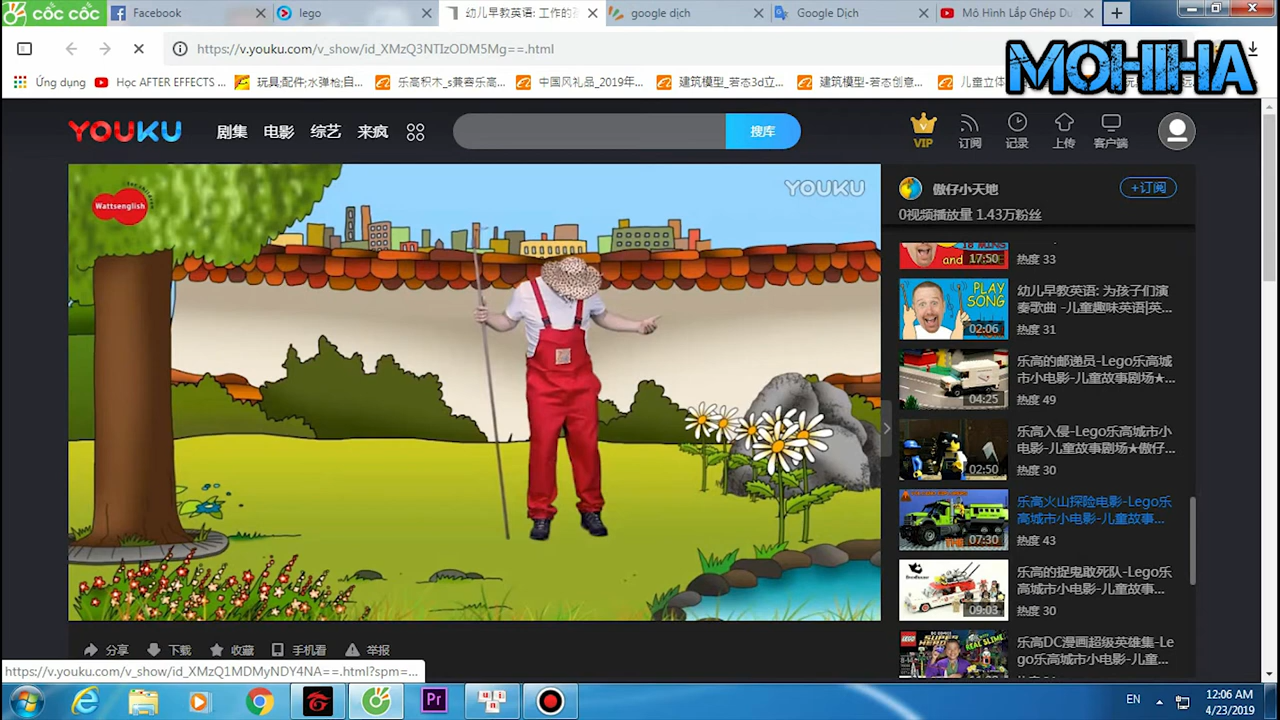 cốc cốc
Facebook
lego
幼儿早教英语: 工作的孩
google dịch
Google Dịch
Mô Hình Lắp Ghép Dụ
https://v.youku.com/v_show/id_XMzQ3NTIzODM5Mg==.html
MOHIHA
Ứng dụng
Học AFTER EFFECTS ...
玩具;配件;水弹枪;自...
乐高积木_s兼容乐高...
中国风礼品_2019年...
建筑模型_若态3d立...
建筑模型-若态创意...
儿童立体
YOUKU
剧集
电影
综艺
来疯
搜库
VIP
订阅
记录
上传
客户端
Wattsenglish
YOUKU
傲仔小天地
+订阅
0视频播放量 1.43万粉丝
and
17:50
热度 33
PLAY
SONG
02:06
幼儿早教英语: 为孩子们演
奏歌曲 -儿童趣味英语|英...
热度 31
04:25
乐高的邮递员-Lego乐高城
市小电影-儿童故事剧场★...
热度 49
02:50
乐高入侵-Lego乐高城市小
电影-儿童故事剧场★傲仔...
热度 30
07:30
乐高火山探险电影-Lego乐
高城市小电影-儿童故事...
热度 43
09:03
乐高的捉鬼敢死队-Lego乐
高城市小电影-儿童故事...
热度 30
LEGO
SUPER
HERO
REAL SLIME
乐高DC漫画超级英雄集-Le
go乐高城市小电影-儿童...
分享
下载
收藏
手机看
举报
https://v.youku.com/v_show/id_XMzQ1MDMyNDY4NA==.html?spm=...
Pr
EN
12:06 AM
4/23/2019